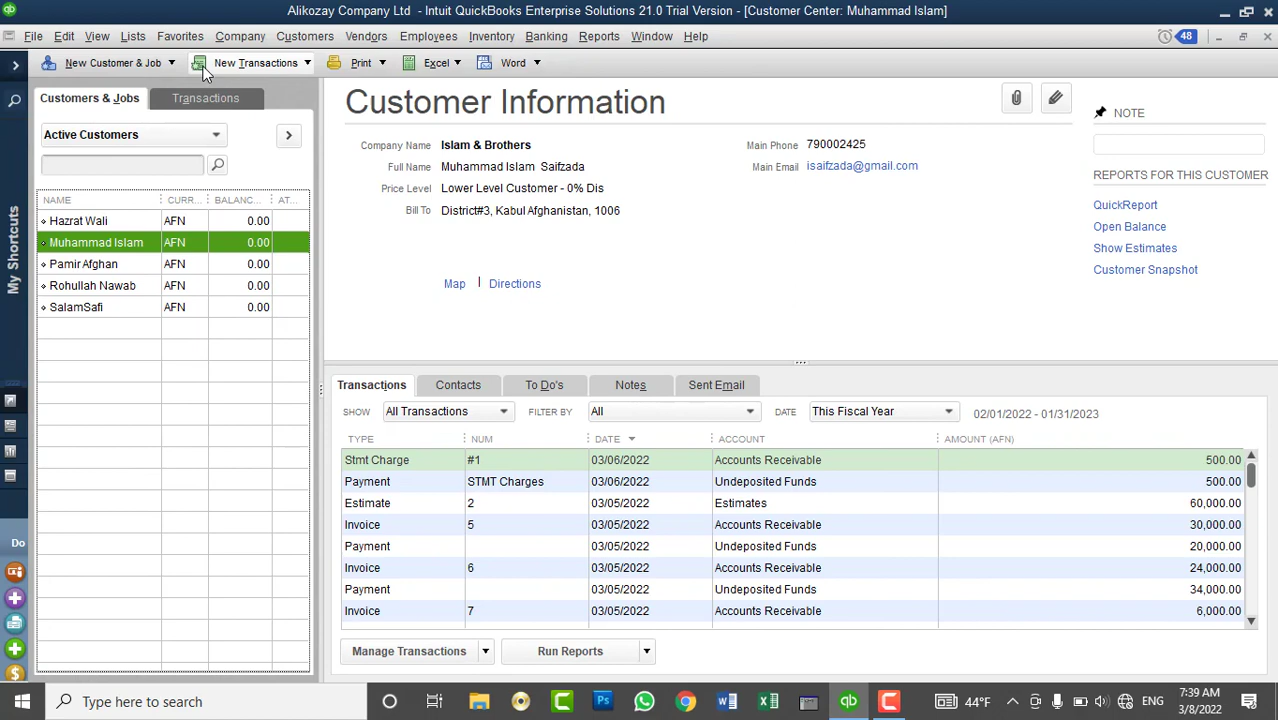 Alikozay Company Ltd - Intuit QuickBooks Enterprise Solutions 21.0 Trial Version - [Customer Center: Muhammad Islam]
File Edit View Lists Favorites Company Customers Vendors Employees Inventory Banking Reports Window Help 48
New Customer & Job New Transactions Print Excel Word
Customers & Jobs Transactions
Active Customers
NAME CURR... BALANC... AT...
Hazrat Wali AFN 0.00
Muhammad Islam AFN 0.00
Pamir Afghan AFN 0.00
Rohullah Nawab AFN 0.00
SalamSafi AFN 0.00
My Shortcuts
Do
Customer Information
Company Name Islam & Brothers
Full Name Muhammad Islam Saifzada
Price Level Lower Level Customer - 0% Dis
Bill To District#3, Kabul Afghanistan, 1006
Main Phone 790002425
Main Email isaifzada@gmail.com
Map Directions
NOTE
REPORTS FOR THIS CUSTOMER
QuickReport
Open Balance
Show Estimates
Customer Snapshot
Transactions Contacts To Do's Notes Sent Email
SHOW All Transactions FILTER BY All DATE This Fiscal Year 02/01/2022 - 01/31/2023
TYPE NUM DATE ACCOUNT AMOUNT (AFN)
Stmt Charge #1 03/06/2022 Accounts Receivable 500.00
Payment STMT Charges 03/06/2022 Undeposited Funds 500.00
Estimate 2 03/05/2022 Estimates 60,000.00
Invoice 5 03/05/2022 Accounts Receivable 30,000.00
Payment 03/05/2022 Undeposited Funds 20,000.00
Invoice 6 03/05/2022 Accounts Receivable 24,000.00
Payment 03/05/2022 Undeposited Funds 34,000.00
Invoice 7 03/05/2022 Accounts Receivable 6,000.00
Manage Transactions Run Reports
Type here to search 44°F ENG 7:39 AM
3/8/2022